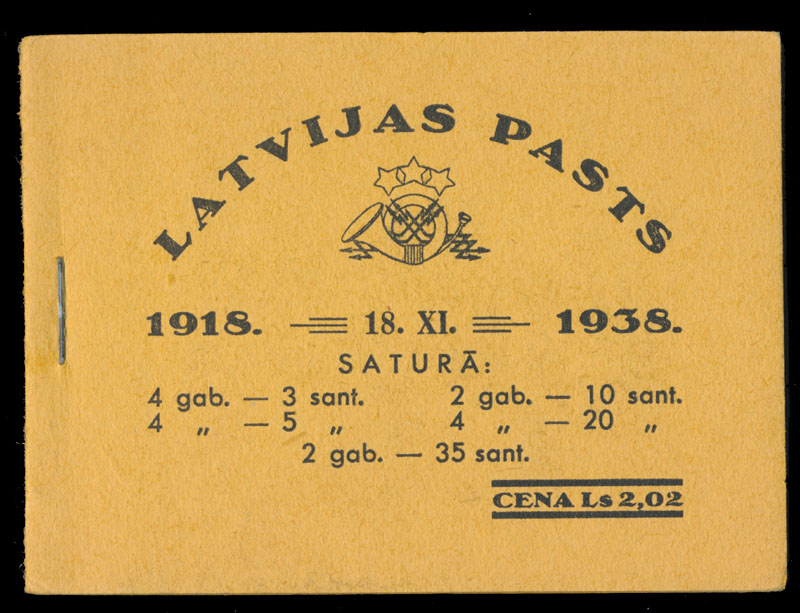 LATVIJAS PASTS
1918. 18. XI. 1938.
SATURĀ:
4 gab. — 3 sant. 2 gab. — 10 sant.
4 „ — 5 „ 4 „ — 20 „
2 gab. — 35 sant.
CENA Ls 2,02